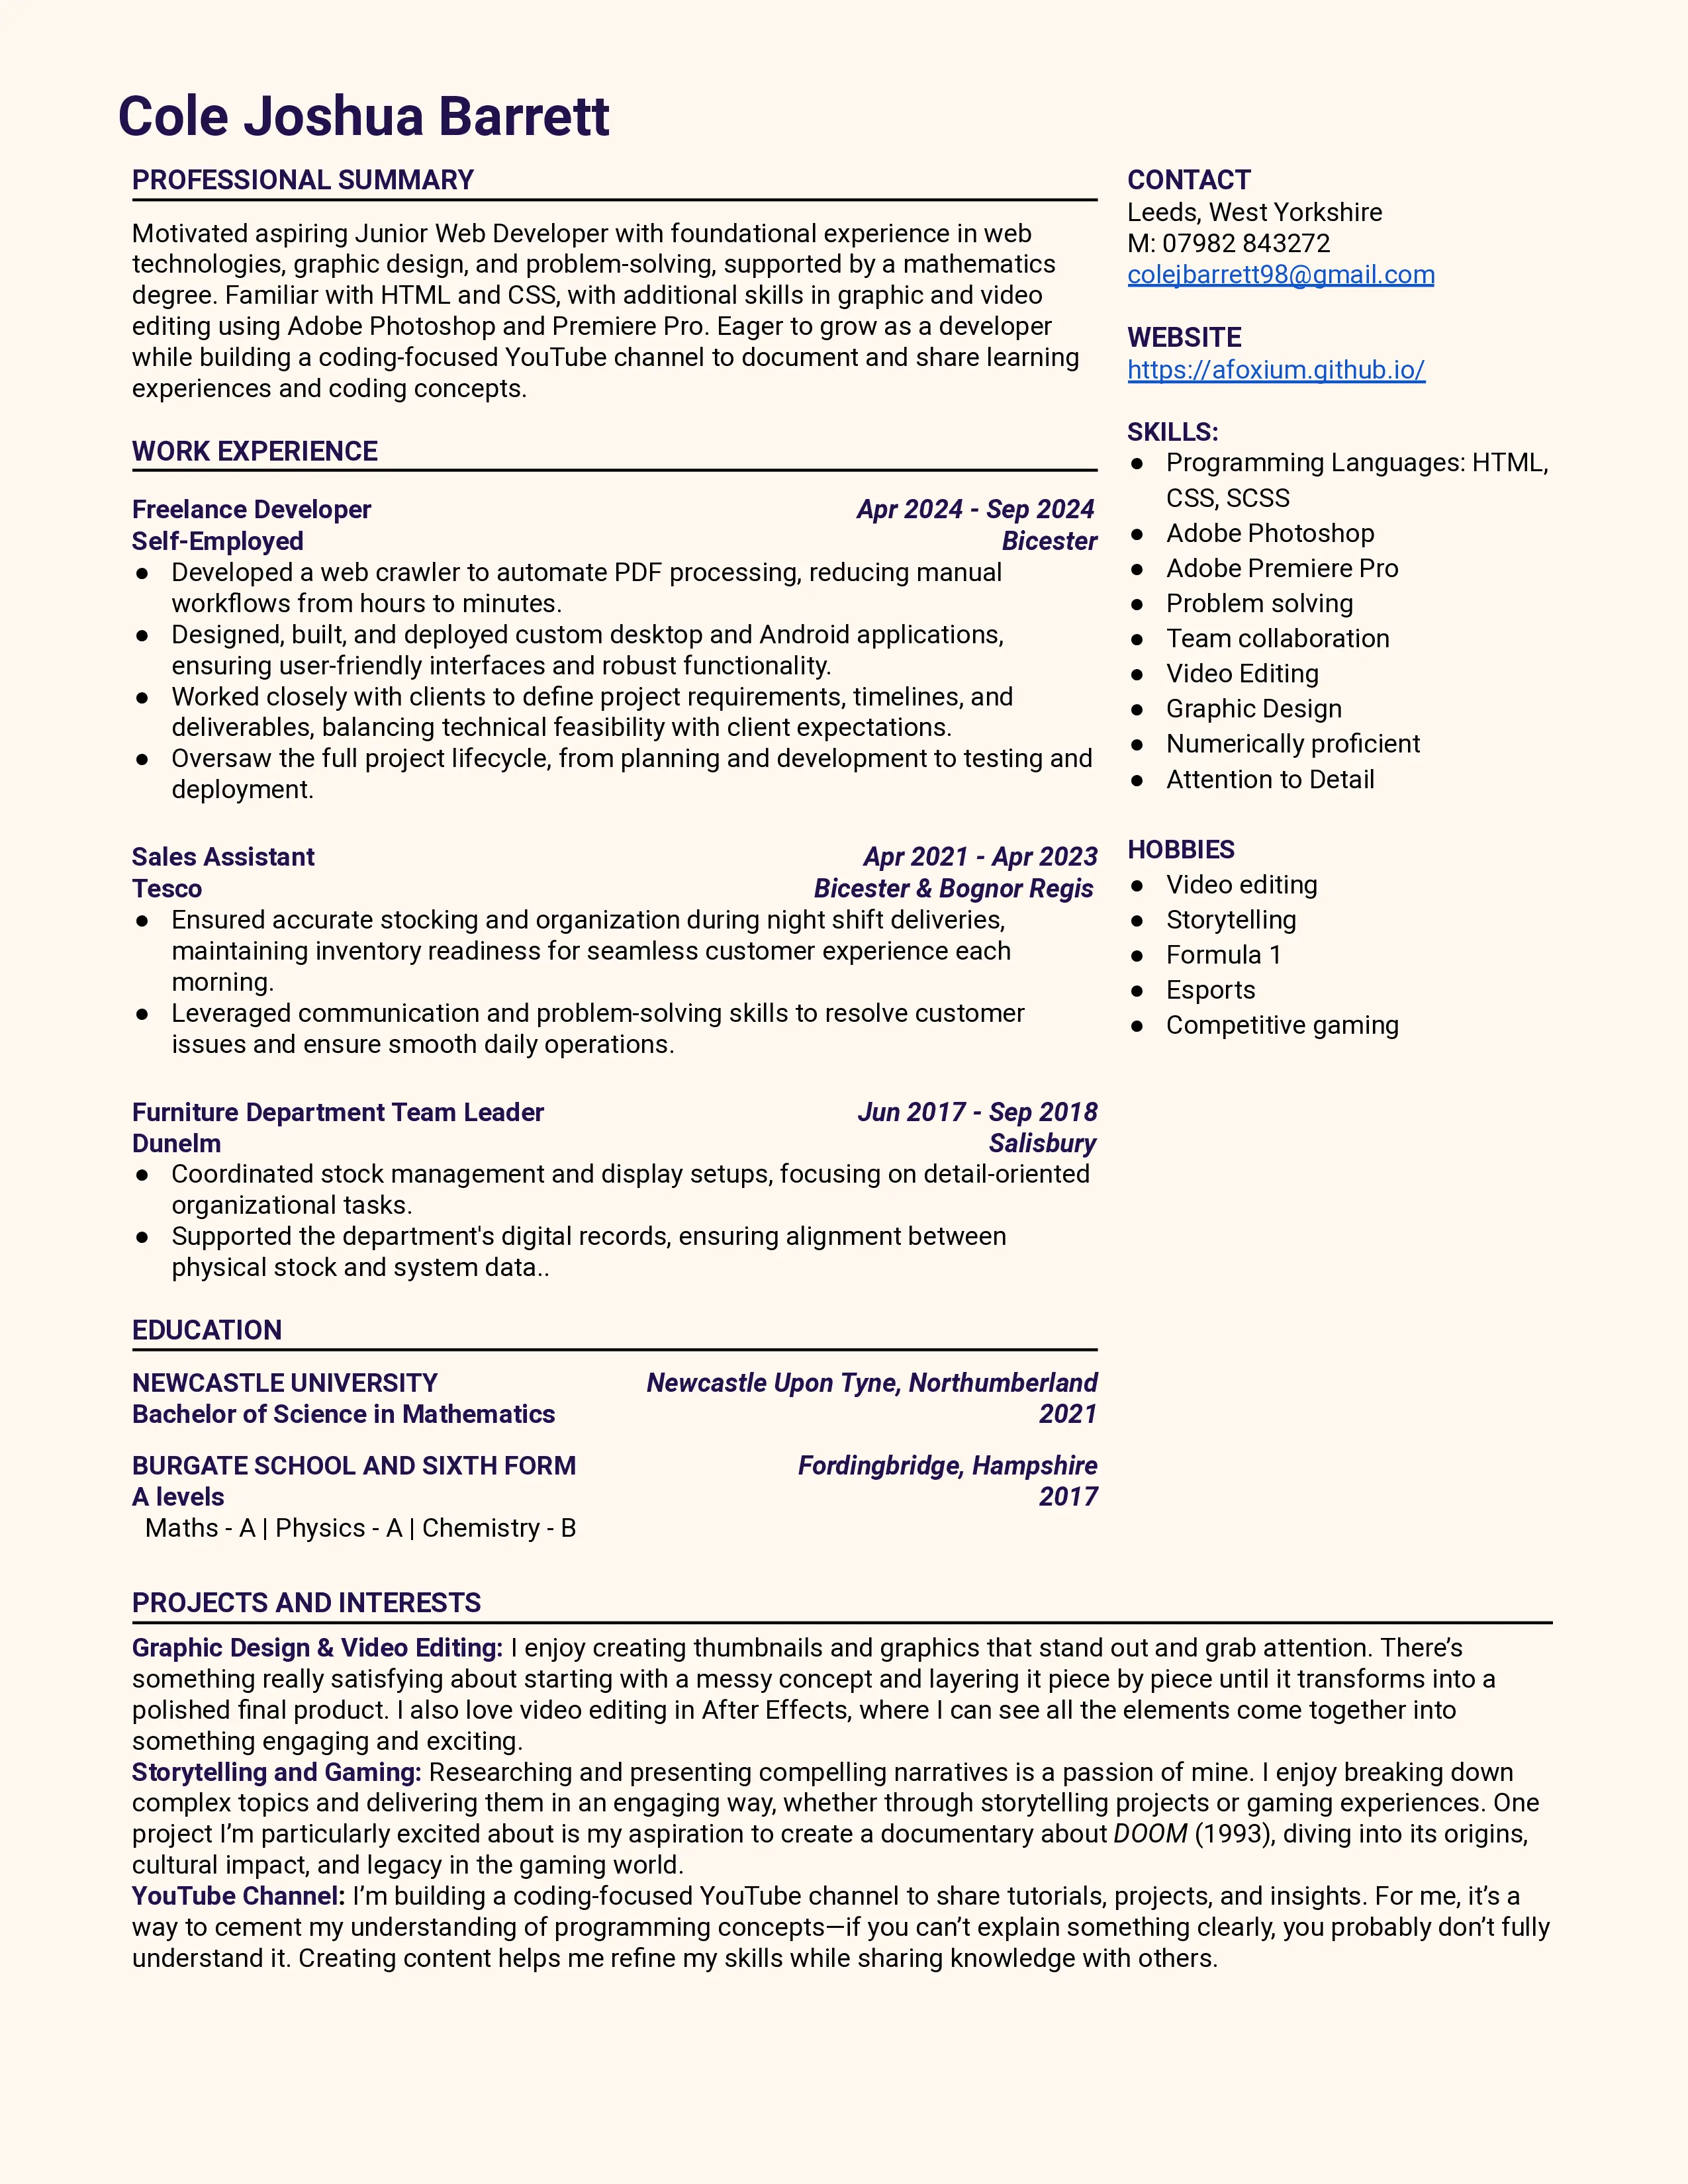 Cole Joshua Barrett
PROFESSIONAL SUMMARY
Motivated aspiring Junior Web Developer with foundational experience in web
technologies, graphic design, and problem-solving, supported by a mathematics
degree. Familiar with HTML and CSS, with additional skills in graphic and video
editing using Adobe Photoshop and Premiere Pro. Eager to grow as a developer
while building a coding-focused YouTube channel to document and share learning
experiences and coding concepts.
WORK EXPERIENCE
Freelance Developer Apr 2024 - Sep 2024
Self-Employed Bicester
● Developed a web crawler to automate PDF processing, reducing manual
workflows from hours to minutes.
● Designed, built, and deployed custom desktop and Android applications,
ensuring user-friendly interfaces and robust functionality.
● Worked closely with clients to define project requirements, timelines, and
deliverables, balancing technical feasibility with client expectations.
● Oversaw the full project lifecycle, from planning and development to testing and
deployment.
Sales Assistant Apr 2021 - Apr 2023
Tesco Bicester & Bognor Regis
● Ensured accurate stocking and organization during night shift deliveries,
maintaining inventory readiness for seamless customer experience each
morning.
● Leveraged communication and problem-solving skills to resolve customer
issues and ensure smooth daily operations.
Furniture Department Team Leader Jun 2017 - Sep 2018
Dunelm Salisbury
● Coordinated stock management and display setups, focusing on detail-oriented
organizational tasks.
● Supported the department's digital records, ensuring alignment between
physical stock and system data..
EDUCATION
NEWCASTLE UNIVERSITY Newcastle Upon Tyne, Northumberland
Bachelor of Science in Mathematics 2021
BURGATE SCHOOL AND SIXTH FORM Fordingbridge, Hampshire
A levels 2017
Maths - A | Physics - A | Chemistry - B
CONTACT
Leeds, West Yorkshire
M: 07982 843272
colejbarrett98@gmail.com
WEBSITE
https://afoxium.github.io/
SKILLS:
● Programming Languages: HTML,
CSS, SCSS
● Adobe Photoshop
● Adobe Premiere Pro
● Problem solving
● Team collaboration
● Video Editing
● Graphic Design
● Numerically proficient
● Attention to Detail
HOBBIES
● Video editing
● Storytelling
● Formula 1
● Esports
● Competitive gaming
PROJECTS AND INTERESTS
Graphic Design & Video Editing: I enjoy creating thumbnails and graphics that stand out and grab attention. There’s
something really satisfying about starting with a messy concept and layering it piece by piece until it transforms into a
polished final product. I also love video editing in After Effects, where I can see all the elements come together into
something engaging and exciting.
Storytelling and Gaming: Researching and presenting compelling narratives is a passion of mine. I enjoy breaking down
complex topics and delivering them in an engaging way, whether through storytelling projects or gaming experiences. One
project I’m particularly excited about is my aspiration to create a documentary about DOOM (1993), diving into its origins,
cultural impact, and legacy in the gaming world.
YouTube Channel: I’m building a coding-focused YouTube channel to share tutorials, projects, and insights. For me, it’s a
way to cement my understanding of programming concepts—if you can’t explain something clearly, you probably don’t fully
understand it. Creating content helps me refine my skills while sharing knowledge with others.